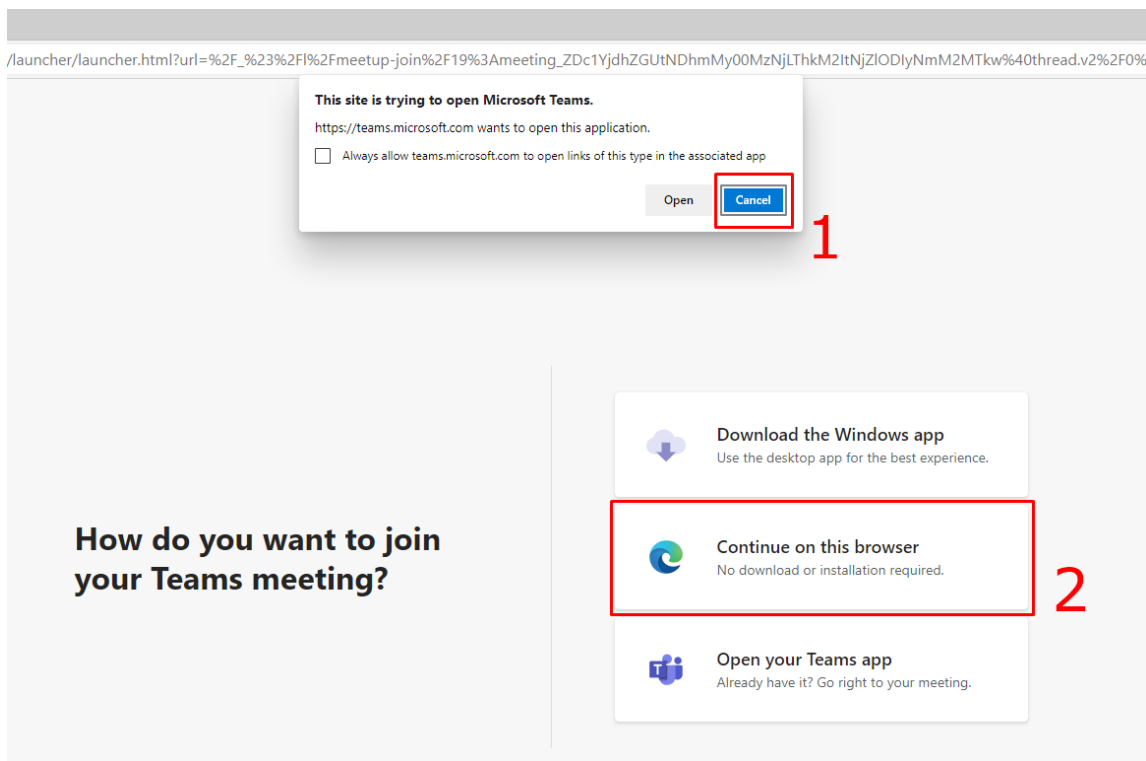 /launcher/launcher.html?url=%2F_%23%2Fl%2Fmeetup-join%2F19%3Ameeting_ZDc1YjdhZGUtNDhmMy00MzNjLThkM2ItNjZlODIyNmM2MTkw%40thread.v2%2F0%
This site is trying to open Microsoft Teams.
https://teams.microsoft.com wants to open this application.
Always allow teams.microsoft.com to open links of this type in the associated app
Open
Cancel
1
How do you want to join
your Teams meeting?
Download the Windows app
Use the desktop app for the best experience.
Continue on this browser
No download or installation required.
2
Open your Teams app
Already have it? Go right to your meeting.